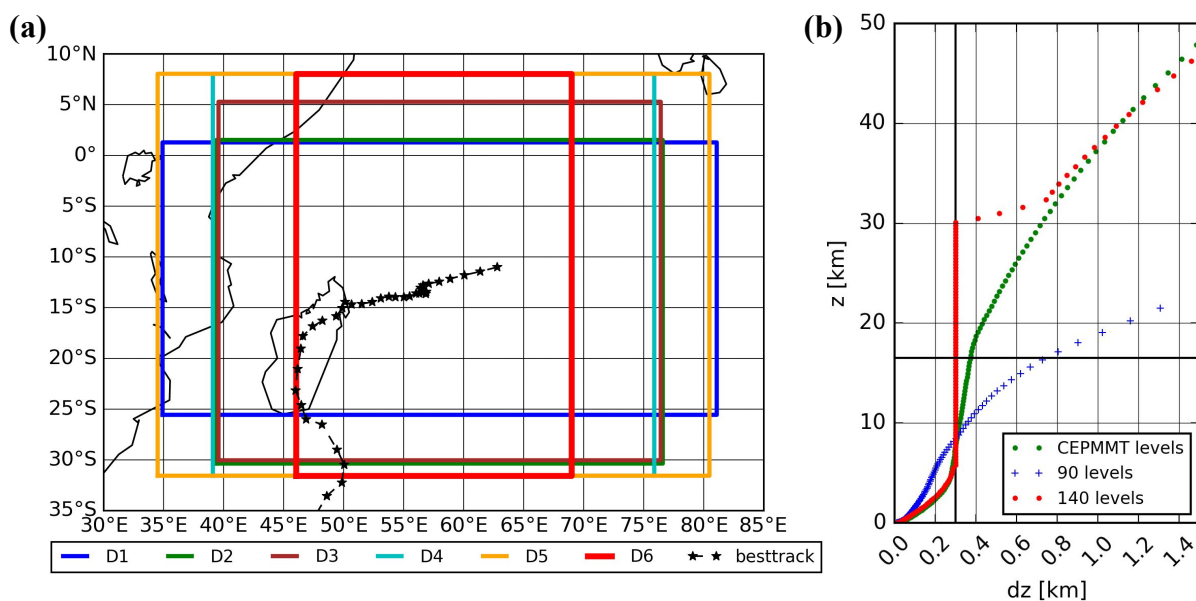 (a)
10°N
5°N
0°
5°S
10°S
15°S
20°S
25°S
30°S
35°S
30°E 35°E 40°E 45°E 50°E 55°E 60°E 65°E 70°E 75°E 80°E 85°E
D1 D2 D3 D4 D5 D6 besttrack
(b)
50
40
30
20
10
0
z [km]
CEPMMT levels
90 levels
140 levels
0.0 0.2 0.4 0.6 0.8 1.0 1.2 1.4
dz [km]